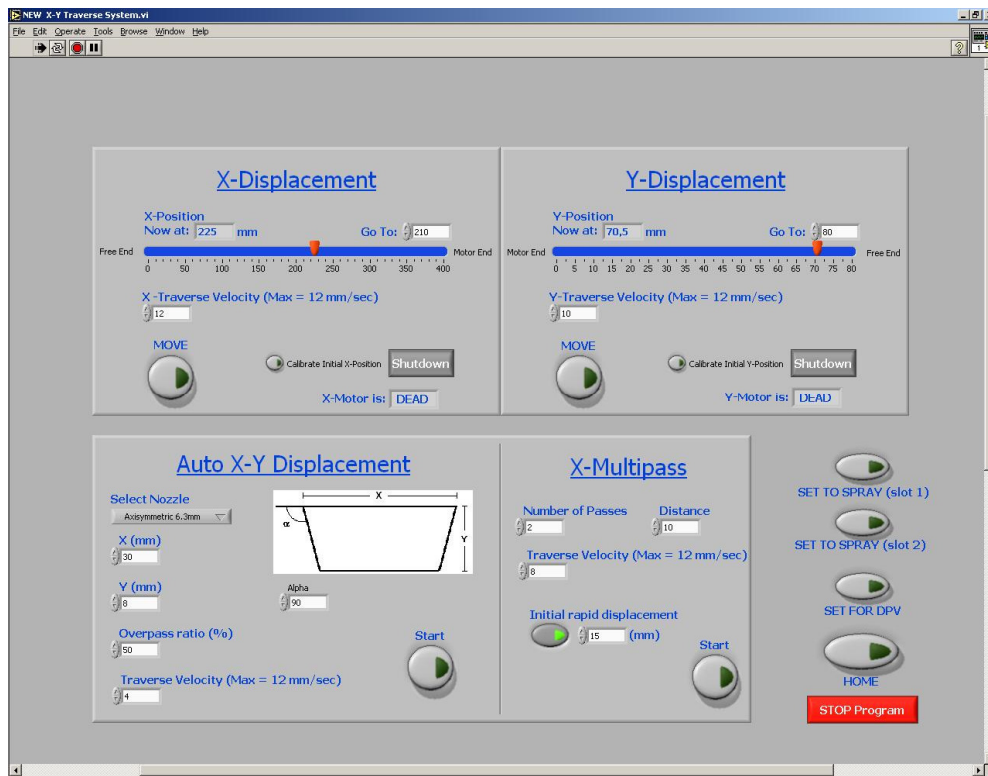 NEW X-Y Traverse System.vi
File Edit Operate Tools Browse Window Help
X-Displacement
X-Position
Now at: 225 mm
Go To: 210
Free End
Motor End
0 50 100 150 200 250 300 350 400
X -Traverse Velocity (Max = 12 mm/sec)
12
MOVE
Calibrate Initial X-Position
Shutdown
X-Motor is: DEAD
Y-Displacement
Y-Position
Now at: 70,5 mm
Go To: 80
Motor End
Free End
0 5 10 15 20 25 30 35 40 45 50 55 60 65 70 75 80
Y-Traverse Velocity (Max = 12 mm/sec)
10
MOVE
Calibrate Initial Y-Position
Shutdown
Y-Motor is: DEAD
Auto X-Y Displacement
Select Nozzle
Axisymmetric 6.3mm
X (mm)
30
Y (mm)
8
Overpass ratio (%)
50
Traverse Velocity (Max = 12 mm/sec)
4
X
α
Y
Alpha
90
Start
X-Multipass
Number of Passes
2
Distance
10
Traverse Velocity (Max = 12 mm/sec)
8
Initial rapid displacement
15 (mm)
Start
SET TO SPRAY (slot 1)
SET TO SPRAY (slot 2)
SET FOR DPV
HOME
STOP Program